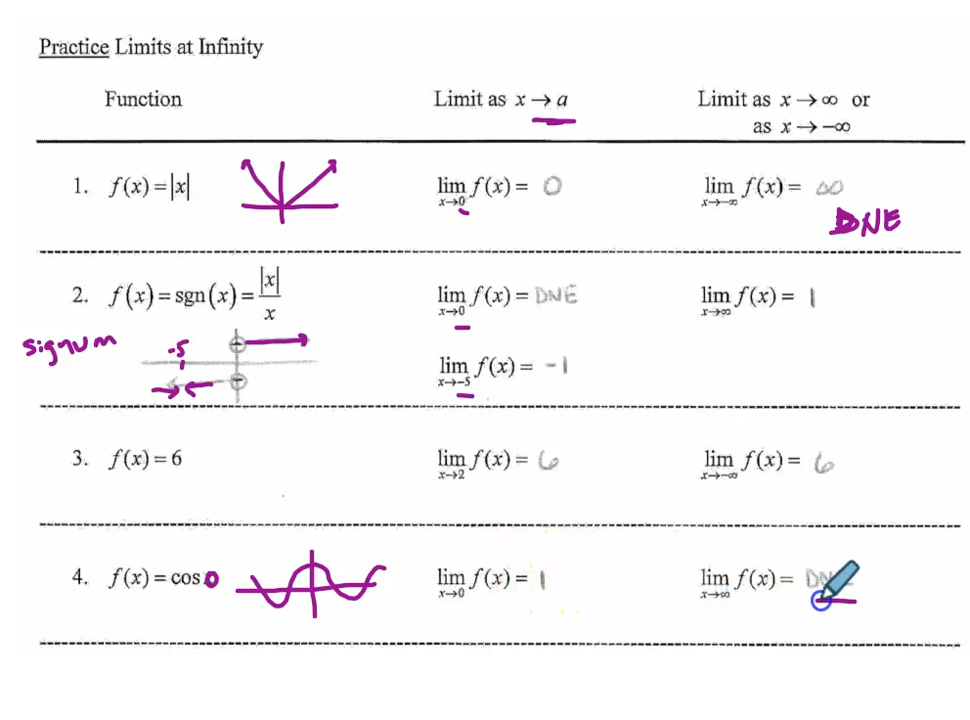 Practice Limits at Infinity
Function Limit as x → a Limit as x → ∞ or
as x → −∞
1. f(x) = |x| lim x→0 f(x) = 0 lim x→−∞ f(x) = ∞
DNE
2. f(x) = sgn(x) = |x|/x lim x→0 f(x) = DNE lim x→∞ f(x) = 1
signum -5 lim x→−5 f(x) = -1
3. f(x) = 6 lim x→2 f(x) = 6 lim x→−∞ f(x) = 6
4. f(x) = cos 0 lim x→0 f(x) = 1 lim x→∞ f(x) =